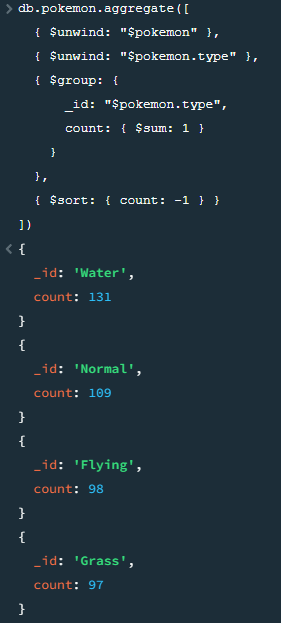 > db.pokemon.aggregate([
{ $unwind: "$pokemon" },
{ $unwind: "$pokemon.type" },
{ $group: {
_id: "$pokemon.type",
count: { $sum: 1 }
}
},
{ $sort: { count: -1 } }
])
< {
_id: 'Water',
count: 131
}
{
_id: 'Normal',
count: 109
}
{
_id: 'Flying',
count: 98
}
{
_id: 'Grass',
count: 97
}